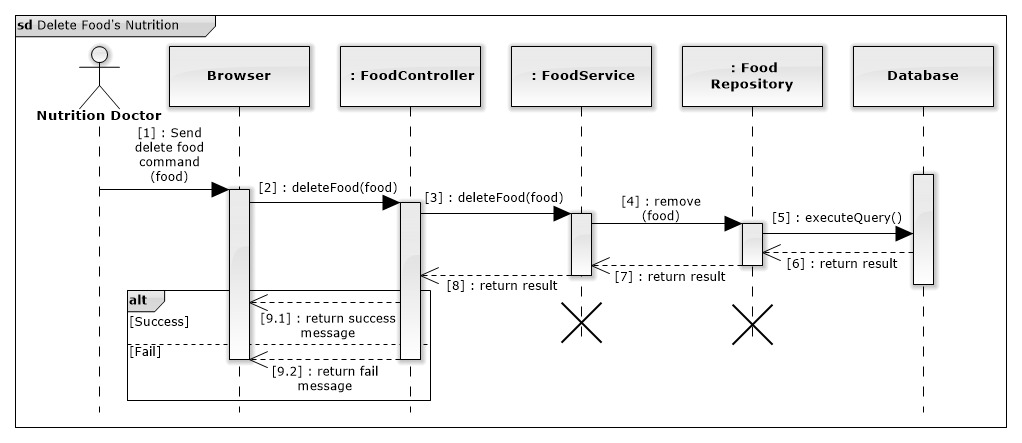 sd Delete Food's Nutrition
Nutrition Doctor
Browser
: FoodController
: FoodService
: Food
Repository
Database
[1] : Send
delete food
command
(food)
[2] : deleteFood(food)
[3] : deleteFood(food)
[4] : remove
(food)
[5] : executeQuery()
[6] : return result
[7] : return result
[8] : return result
alt
[Success]
[9.1] : return success
message
[Fail]
[9.2] : return fail
message